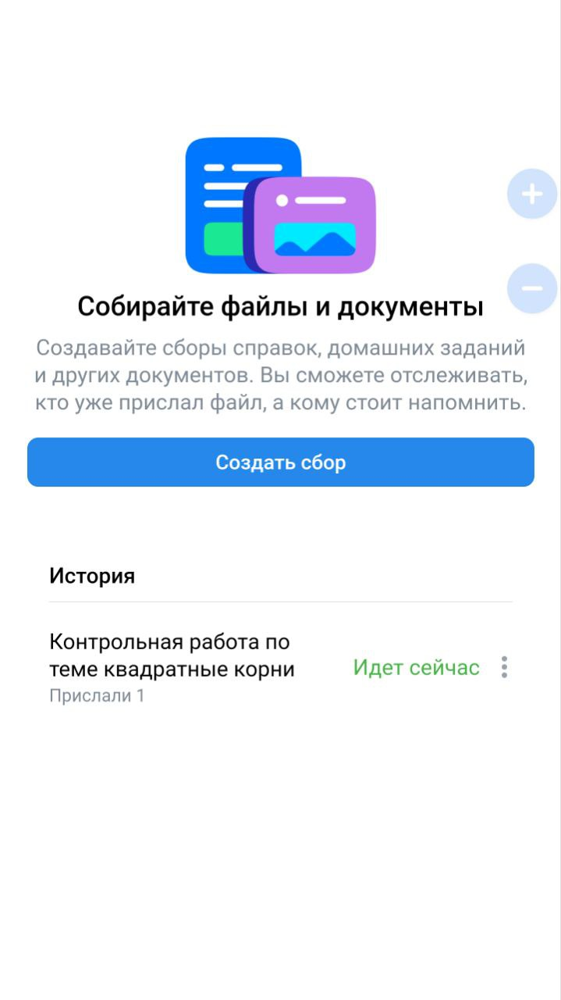 Собирайте файлы и документы
Создавайте сборы справок, домашних заданий
и других документов. Вы сможете отслеживать,
кто уже прислал файл, а кому стоит напомнить.
Создать сбор
История
Контрольная работа по
теме квадратные корни
Идет сейчас
Прислали 1